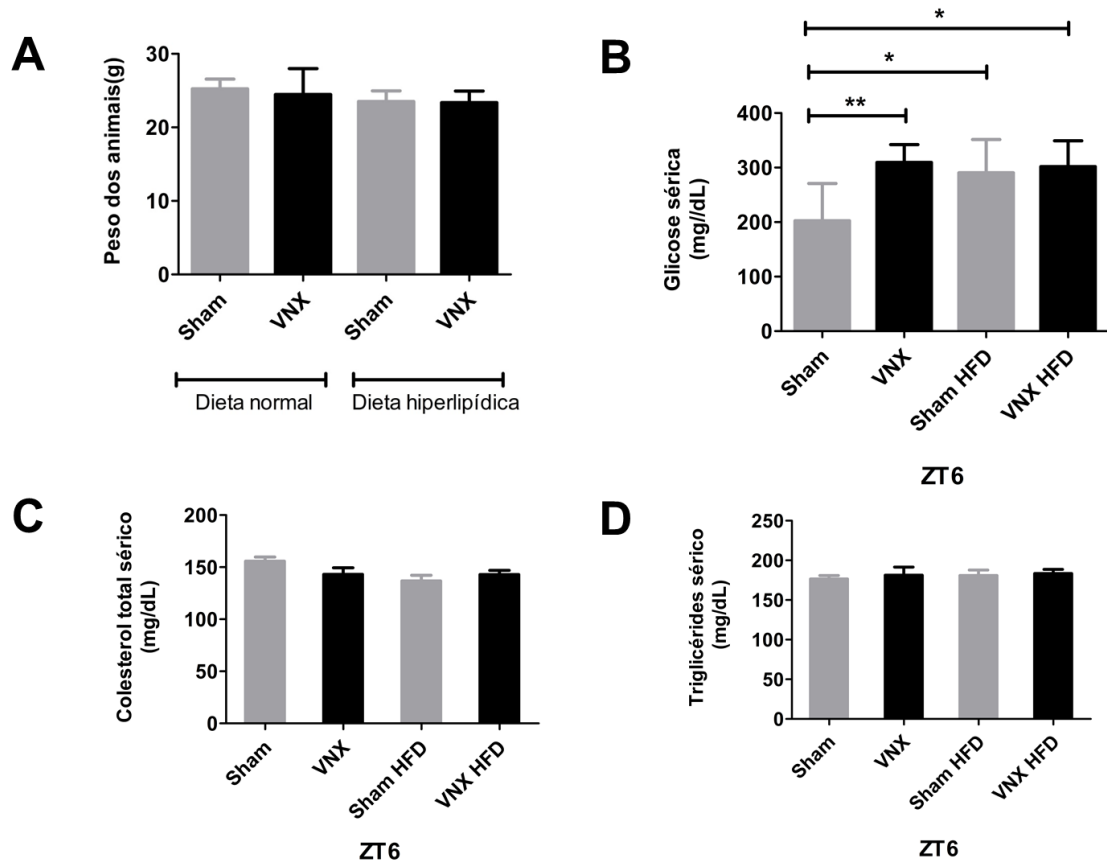 A
Peso dos animais(g)
30
20
10
0
Sham
VNX
Sham
VNX
Dieta normal
Dieta hiperlipídica
B
*
*
**
Glicose sérica
(mg//dL)
400
300
200
100
0
Sham
VNX
Sham HFD
VNX HFD
ZT6
C
Colesterol total sérico
(mg/dL)
200
150
100
50
0
Sham
VNX
Sham HFD
VNX HFD
ZT6
D
Triglicérides sérico
(mg/dL)
250
200
150
100
50
0
Sham
VNX
Sham HFD
VNX HFD
ZT6